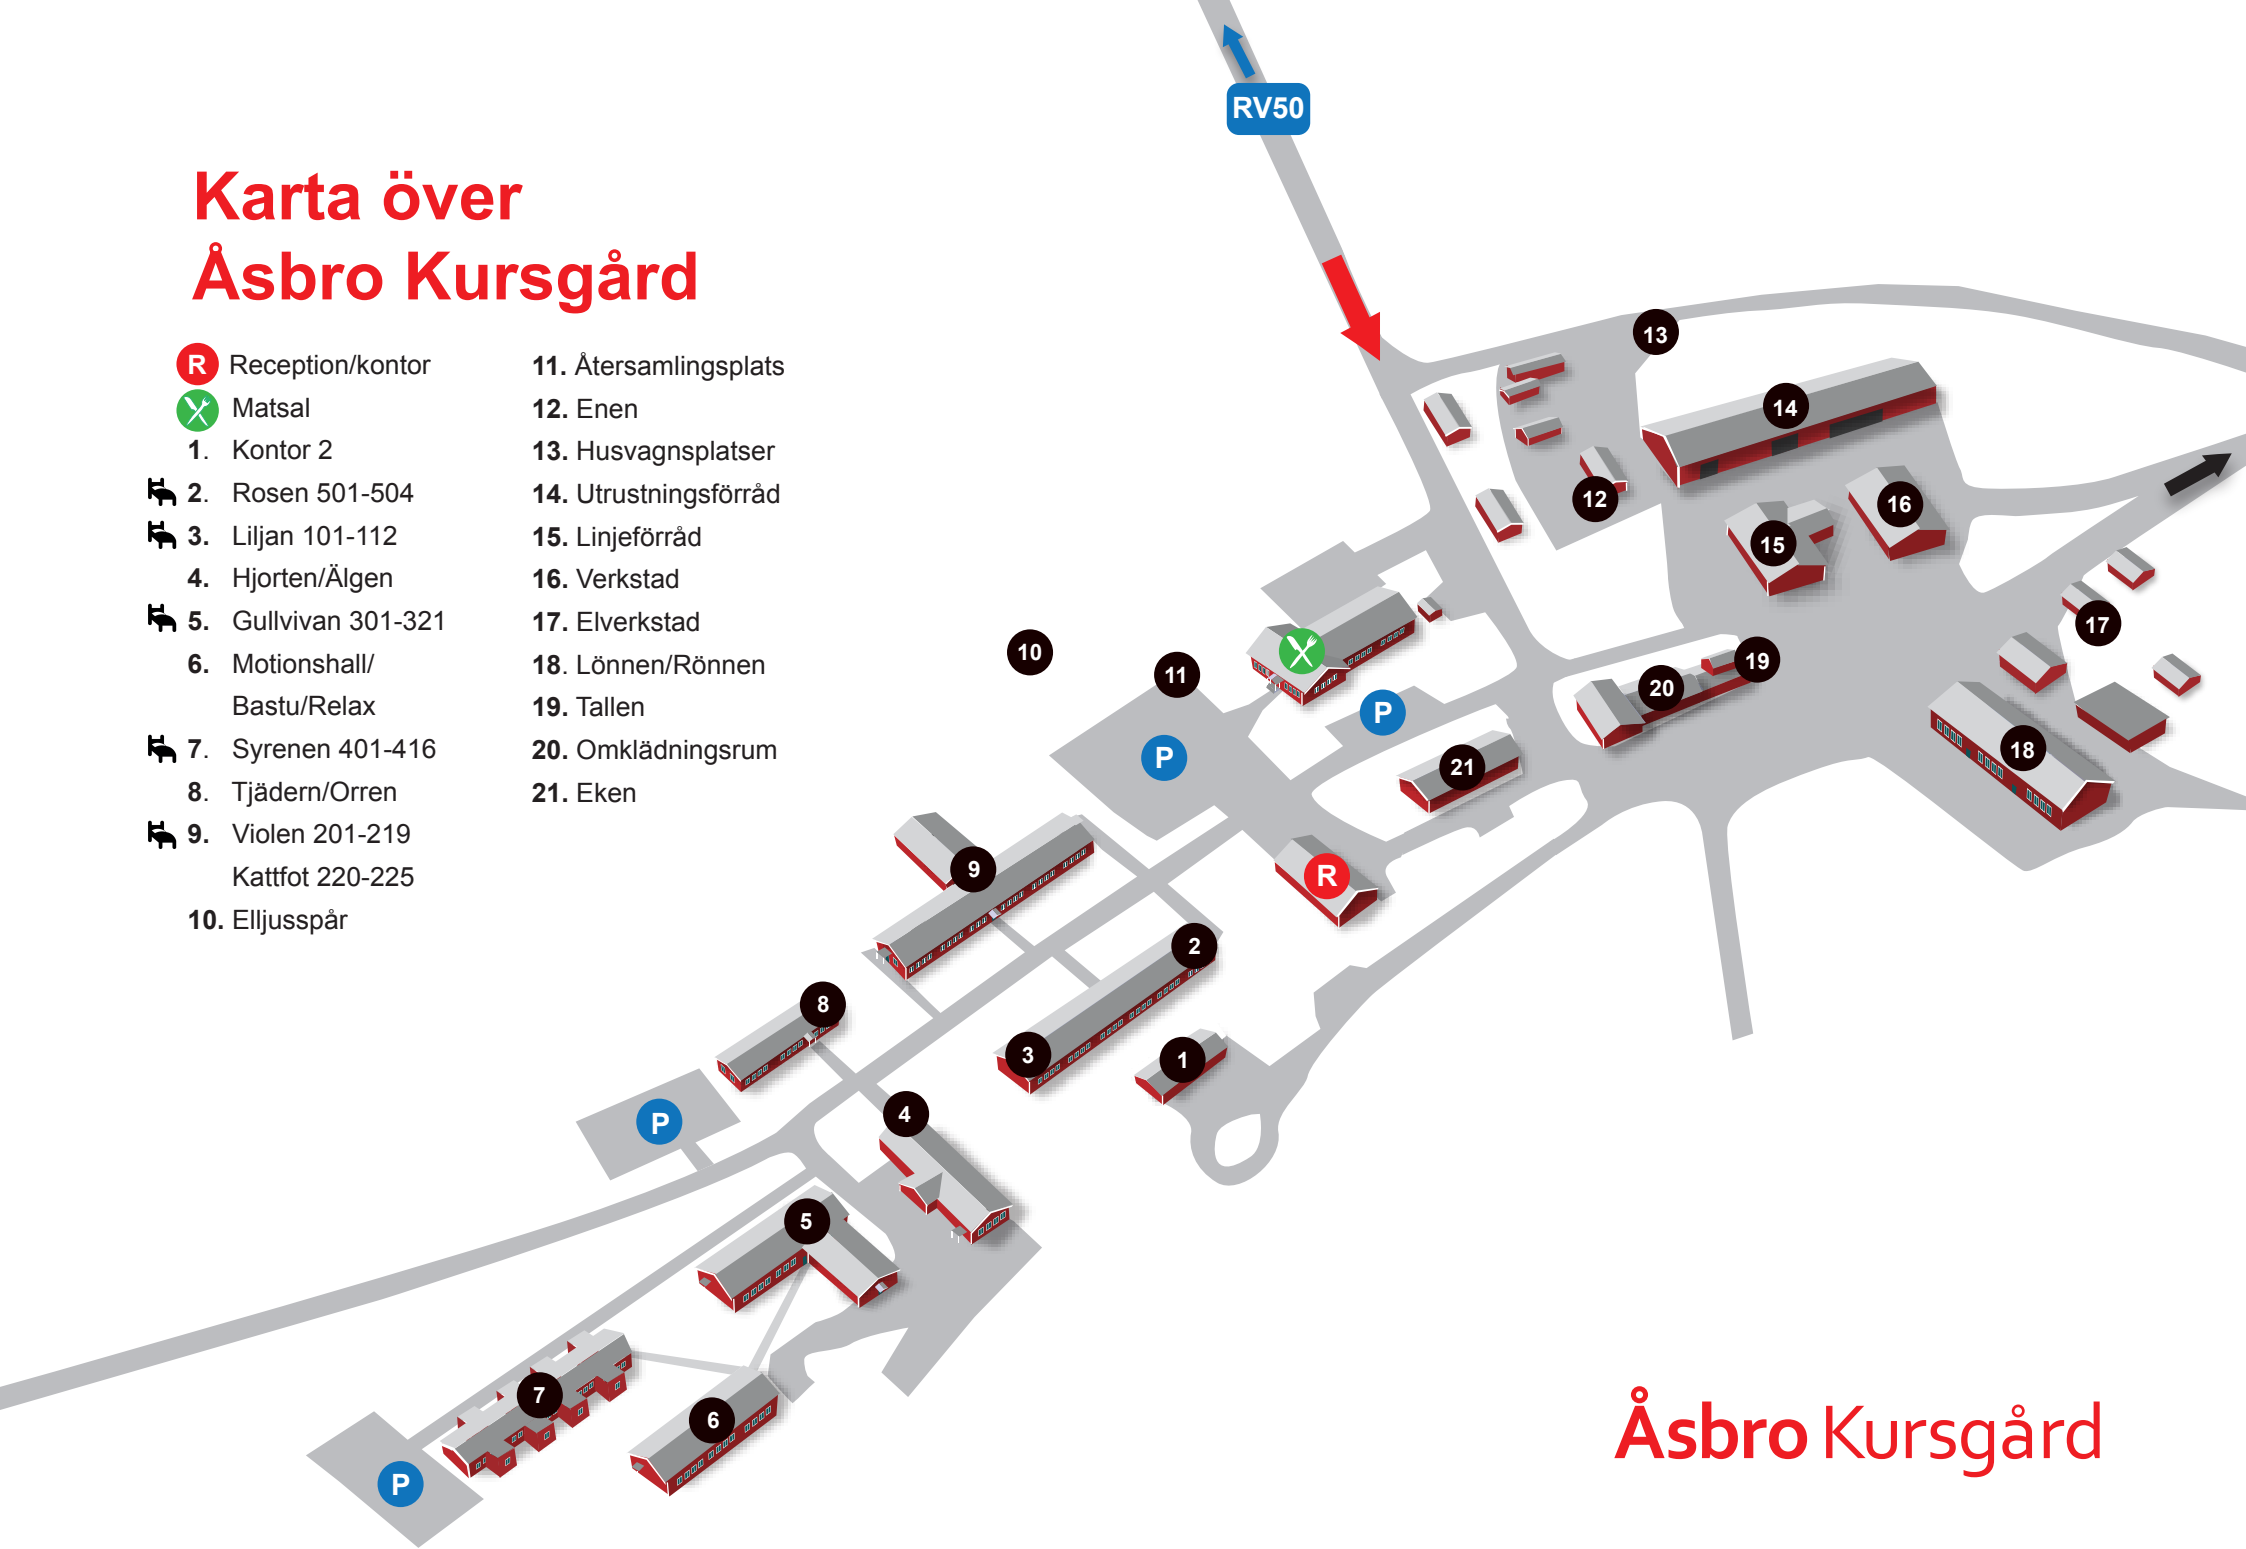 RV50
Karta över
Åsbro Kursgård
R Reception/kontor
Matsal
1. Kontor 2
2. Rosen 501-504
3. Liljan 101-112
4. Hjorten/Älgen
5. Gullvivan 301-321
6. Motionshall/
Bastu/Relax
7. Syrenen 401-416
8. Tjädern/Orren
9. Violen 201-219
Kattfot 220-225
10. Elljusspår
11. Återsamlingsplats
12. Enen
13. Husvagnsplatser
14. Utrustningsförråd
15. Linjeförråd
16. Verkstad
17. Elverkstad
18. Lönnen/Rönnen
19. Tallen
20. Omklädningsrum
21. Eken
13
14
12
16
15
17
10
11
19
20
P
18
P
21
9
R
2
8
3
1
4
P
5
7
6
P
Åsbro Kursgård